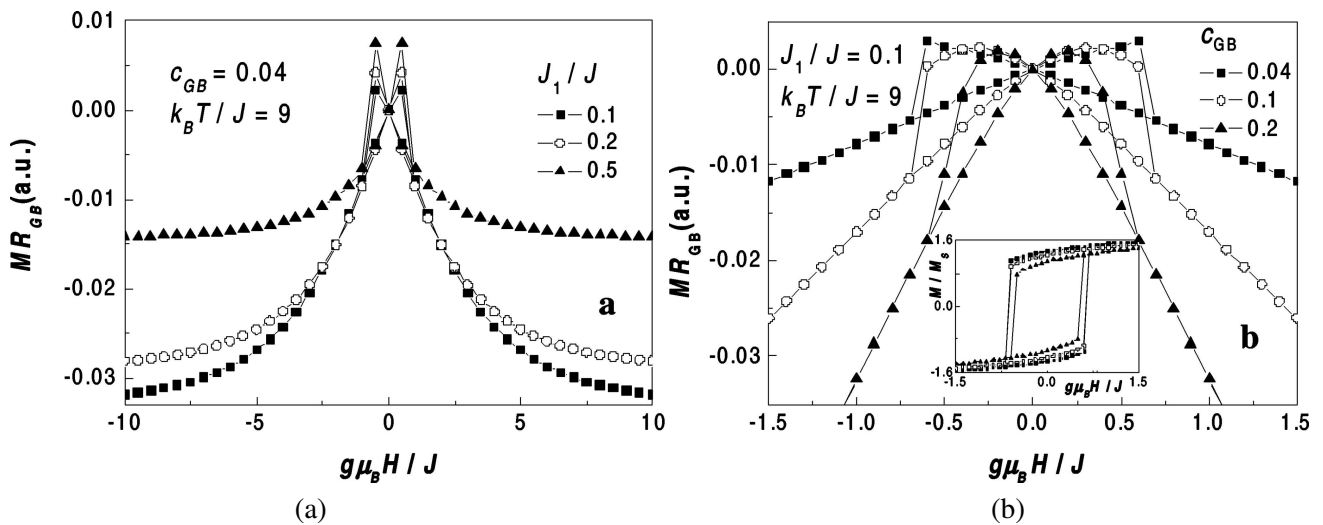 0.01
0.00
-0.01
-0.02
-0.03
MR_GB (a.u.)
c_GB = 0.04
k_B T / J = 9
J_1 / J
0.1
0.2
0.5
a
-10
-5
0
5
10
gμ_B H / J
(a)
0.00
-0.01
-0.02
-0.03
MR_GB (a.u.)
J_1 / J = 0.1
k_B T / J = 9
c_GB
0.04
0.1
0.2
1.6
0.0
-1.6
M / M_s
-1.5
0.0
1.5
gμ_B H / J
b
-1.5
-1.0
-0.5
0.0
0.5
1.0
1.5
gμ_B H / J
(b)